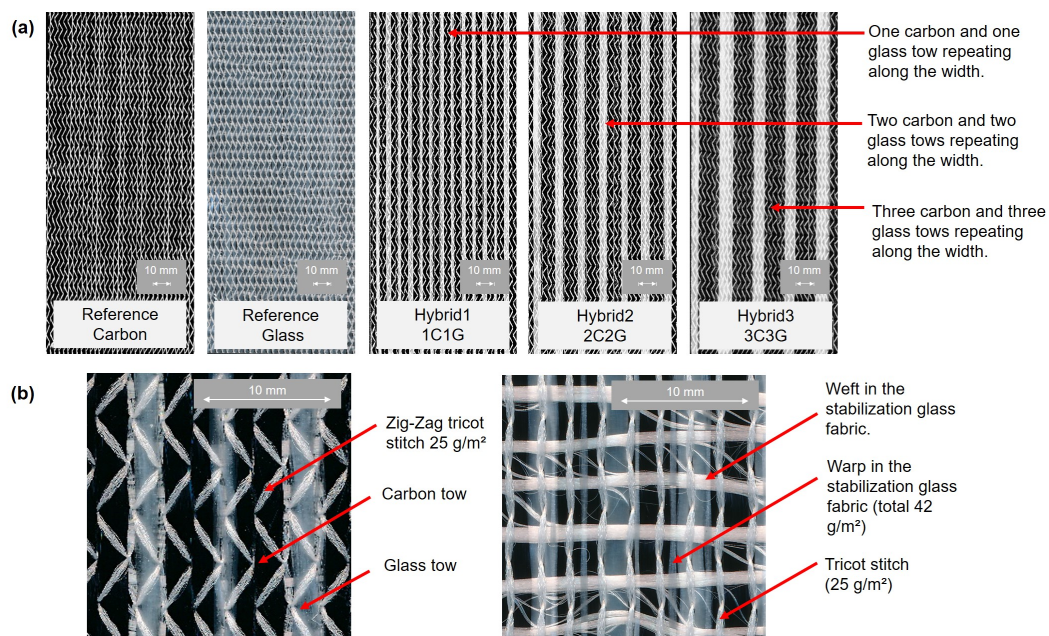 (a)
One carbon and one
glass tow repeating
along the width.
Two carbon and two
glass tows repeating
along the width.
Three carbon and three
glass tows repeating
along the width.
10 mm
10 mm
10 mm
10 mm
10 mm
Reference
Carbon
Reference
Glass
Hybrid1
1C1G
Hybrid2
2C2G
Hybrid3
3C3G
(b)
10 mm
Zig-Zag tricot
stitch 25 g/m²
Carbon tow
Glass tow
10 mm
Weft in the
stabilization glass
fabric.
Warp in the
stabilization glass
fabric (total 42
g/m²)
Tricot stitch
(25 g/m²)